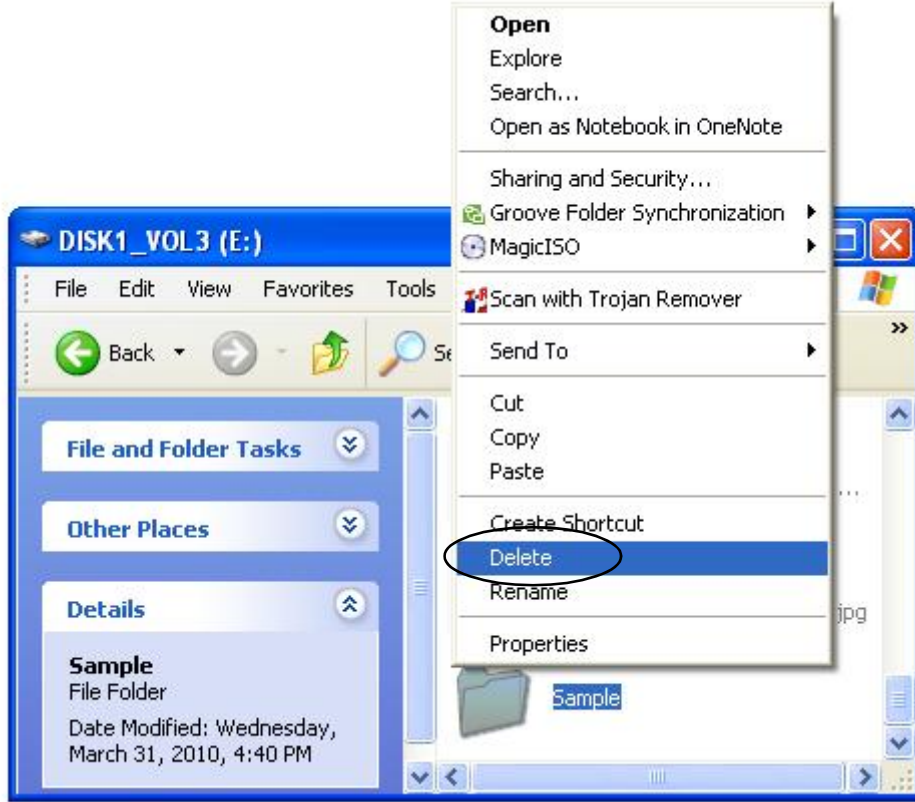 Open
Explore
Search...
Open as Notebook in OneNote
Sharing and Security...
Groove Folder Synchronization
MagicISO
Scan with Trojan Remover
Send To
Cut
Copy
Paste
Create Shortcut
Delete
Rename
Properties
DISK1_VOL3 (E:)
File Edit View Favorites Tools
Back
File and Folder Tasks
Other Places
Details
Sample
File Folder
Date Modified: Wednesday,
March 31, 2010, 4:40 PM
...
jpg
Sample